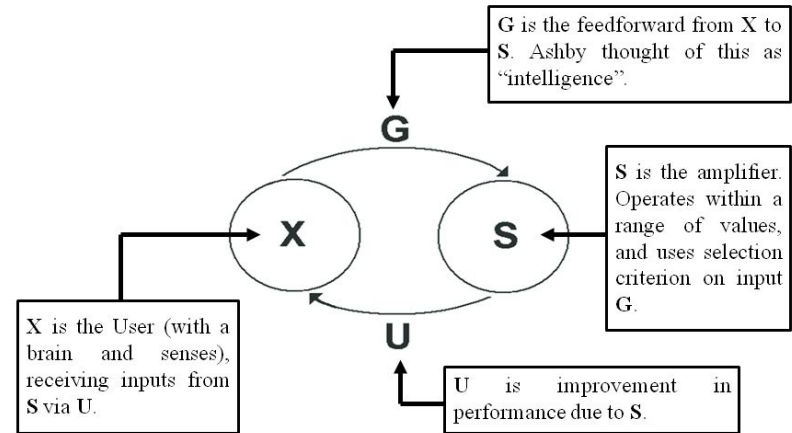 G is the feedforward from X to
S. Ashby thought of this as
“intelligence”.
G
S is the amplifier.
Operates within a
range of values,
and uses selection
criterion on input
G.
X
S
X is the User (with a
brain and senses),
receiving inputs from
S via U.
U
U is improvement in
performance due to S.